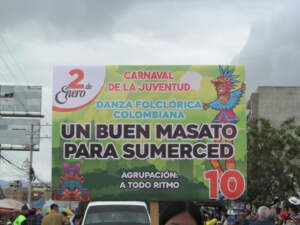 2 de
Enero
CARNAVAL
DE LA JUVENTUD
DANZA FOLCLÓRICA
COLOMBIANA
UN BUEN MASATO
PARA SUMERCED
AGRUPACIÓN:
A TODO RITMO
10